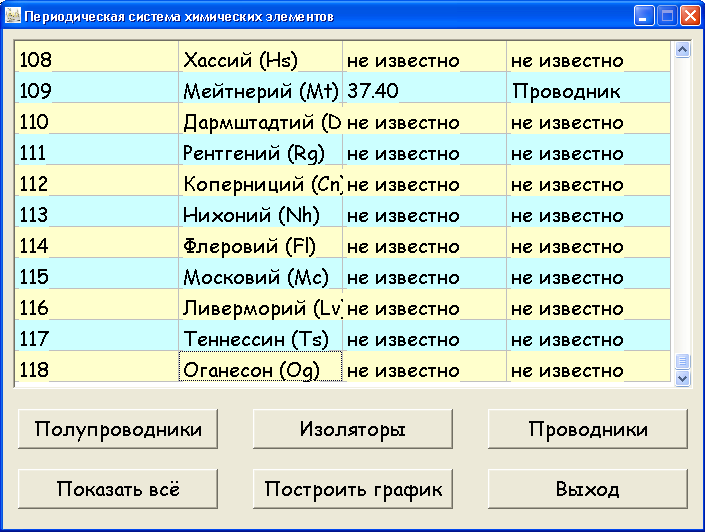 Периодическая система химических элементов
108 Хассий (Hs) не известно не известно
109 Мейтнерий (Mt) 37.40 Проводник
110 Дармштадтий (D не известно не известно
111 Рентгений (Rg) не известно не известно
112 Коперниций (Cn) не известно не известно
113 Нихоний (Nh) не известно не известно
114 Флеровий (Fl) не известно не известно
115 Московий (Mc) не известно не известно
116 Ливерморий (Lv) не известно не известно
117 Теннессин (Ts) не известно не известно
118 Оганесон (Og) не известно не известно
Полупроводники Изоляторы Проводники
Показать всё Построить график Выход